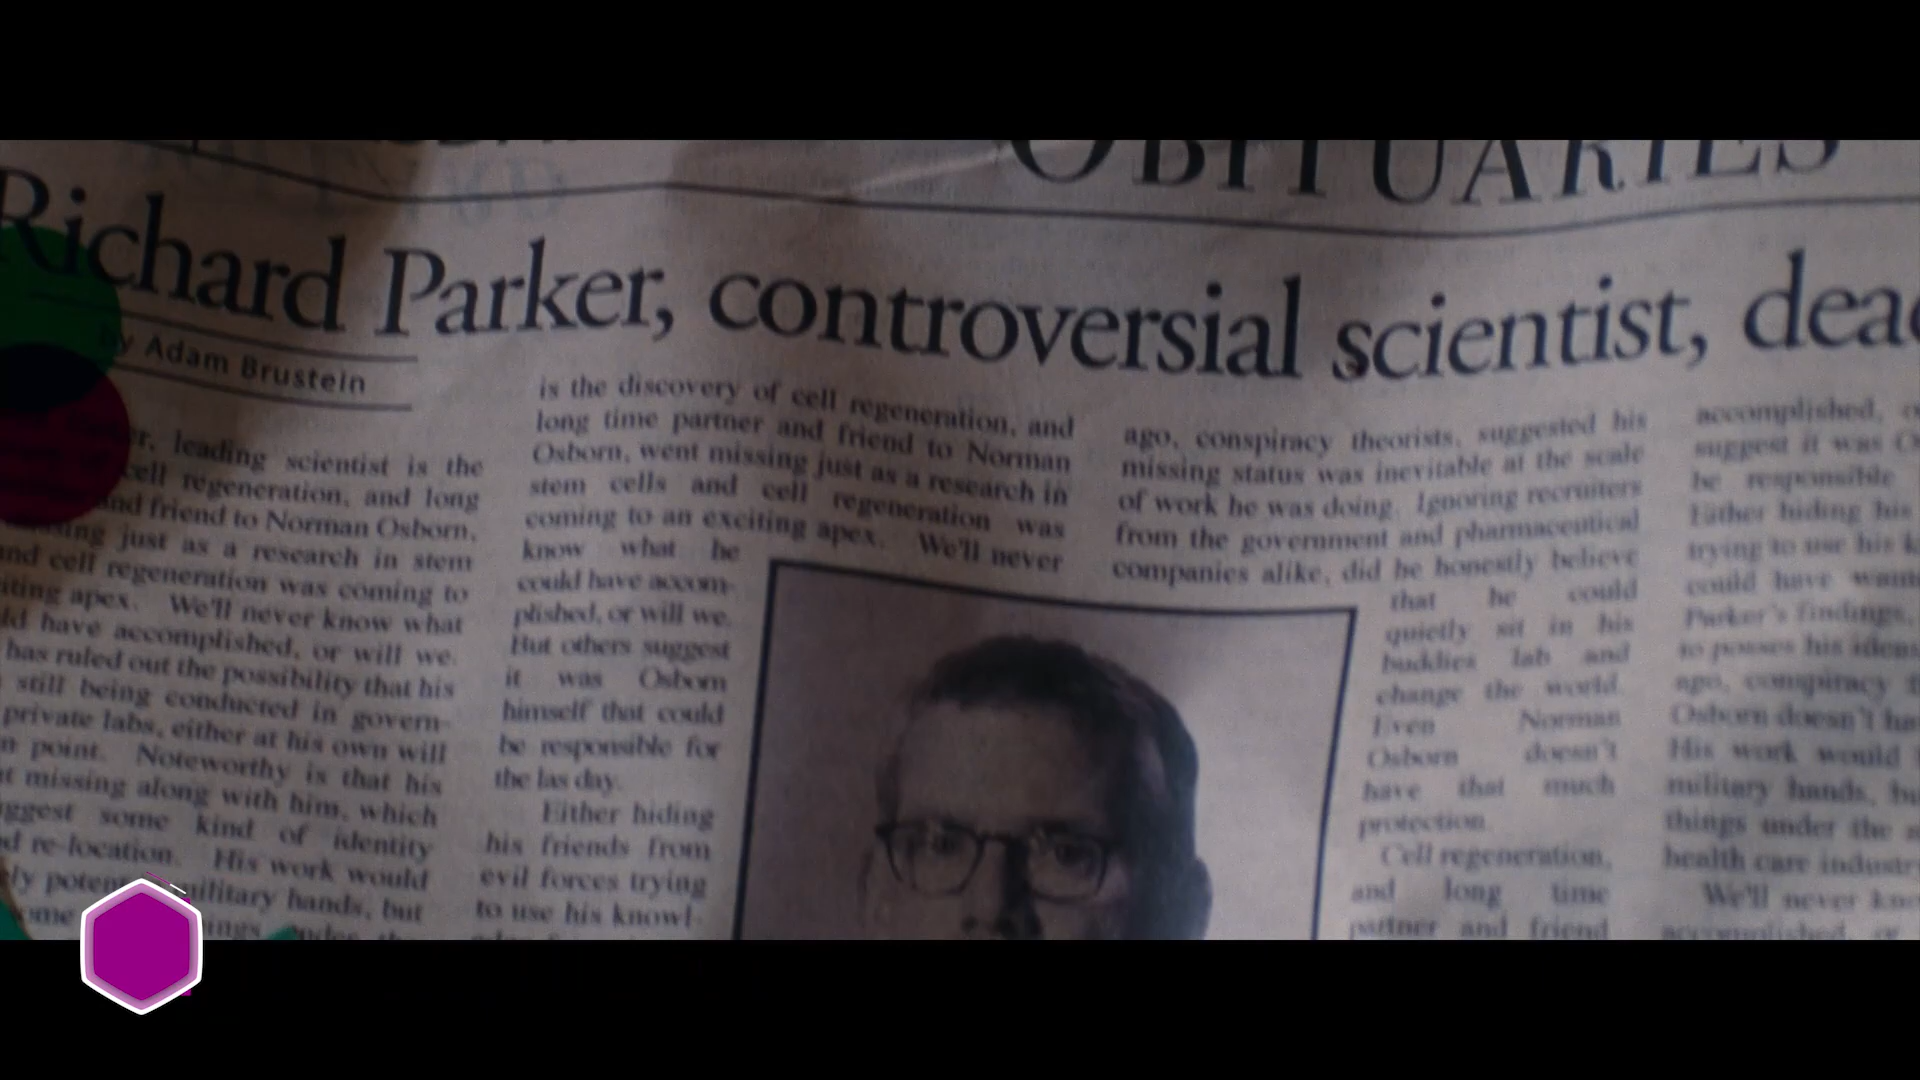 OBITUARIES
Richard Parker, controversial scientist, dead
by Adam Brustein
leading scientist is the
cell regeneration, and long
and friend to Norman Osborn,
just as a research in stem
and cell regeneration was coming to
apex. We'll never know what
have accomplished, or will we.
has ruled out the possibility that his
still being conducted in govern-
private labs, either at his own will
point. Noteworthy is that his
missing along with him, which
some kind of identity
re-location. His work would
military hands, but
is the discovery of cell regeneration, and
long time partner and friend to Norman
Osborn, went missing just as a research in
stem cells and cell regeneration was
coming to an exciting apex. We'll never
know what he
could have accom-
plished, or will we.
But others suggest
it was Osborn
himself that could
be responsible for
the las day.
Either hiding
his friends from
evil forces trying
to use his knowl-
ago, conspiracy theorists, suggested his
missing status was inevitable at the scale
of work he was doing. Ignoring recruiters
from the government and pharmaceutical
companies alike, did he honestly believe
that he could
quietly sit in his
buddies lab and
change the world.
Even Norman
Osborn doesn't
have that much
protection.
Cell regeneration,
and long time
partner and friend
accomplished,
suggest it was
be responsible
Either hiding his
trying to use his
could have
Parker's findings,
to posses his ideas
ago, conspiracy
Osborn doesn't
His work would
military hands,
things under the
health care industry
We'll never
accomplished, or